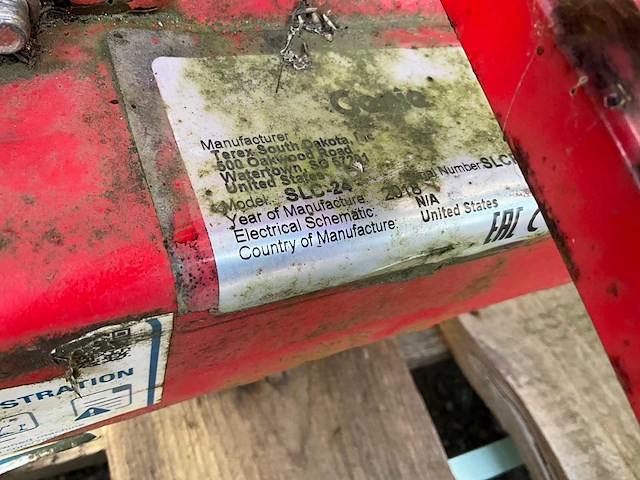 Genie
Manufacturer
Terex South Dakota, Inc
500 Oakwood Road
Watertown, SD 57201
United States
Model: SLC-24
Serial Number SLC
Year of Manufacture: 2018
Electrical Schematic: N/A
Country of Manufacture: United States
EAC C
STRATION